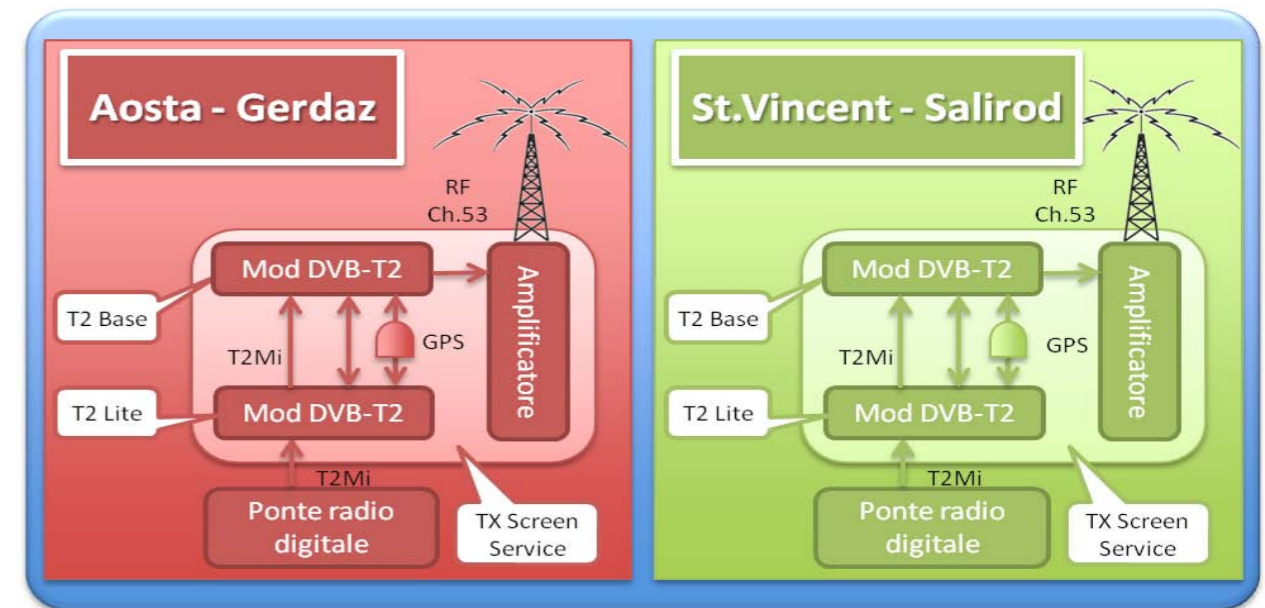 Aosta - Gerdaz
RF
Ch.53
Mod DVB-T2
Amplificatore
T2 Base
GPS
T2Mi
T2 Lite
Mod DVB-T2
T2Mi
Ponte radio
digitale
TX Screen
Service
St.Vincent - Salirod
RF
Ch.53
Mod DVB-T2
Amplificatore
T2 Base
GPS
T2Mi
T2 Lite
Mod DVB-T2
T2Mi
Ponte radio
digitale
TX Screen
Service